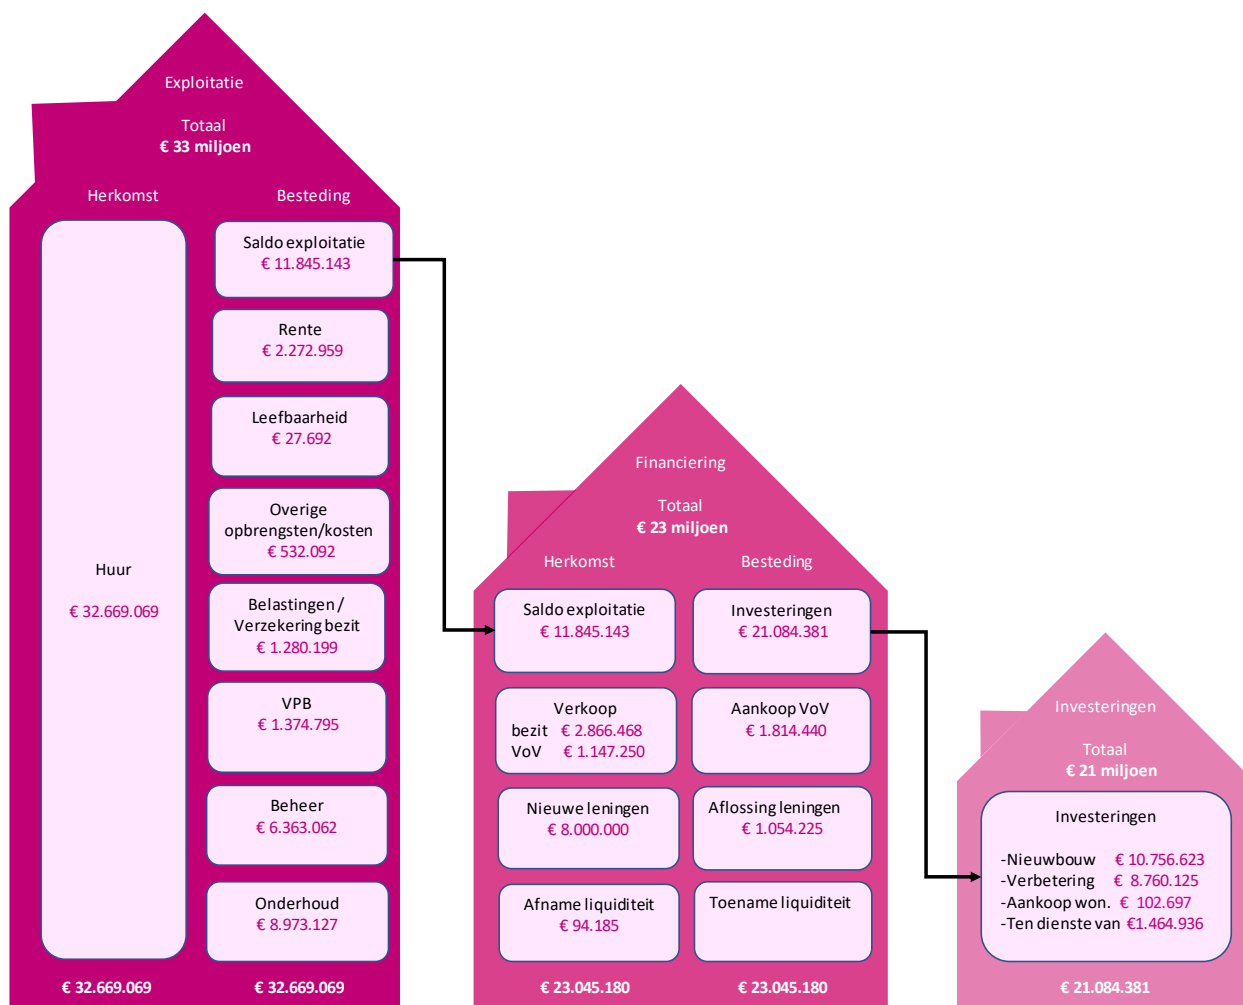 Exploitatie
Totaal
€ 33 miljoen
Herkomst
Besteding
Huur
€ 32.669.069
Saldo exploitatie
€ 11.845.143
Rente
€ 2.272.959
Leefbaarheid
€ 27.692
Overige
opbrengsten/kosten
€ 532.092
Belastingen /
Verzekering bezit
€ 1.280.199
VPB
€ 1.374.795
Beheer
€ 6.363.062
Onderhoud
€ 8.973.127
€ 32.669.069
€ 32.669.069
Financiering
Totaal
€ 23 miljoen
Herkomst
Besteding
Saldo exploitatie
€ 11.845.143
Verkoop
bezit € 2.866.468
VoV € 1.147.250
Nieuwe leningen
€ 8.000.000
Afname liquiditeit
€ 94.185
Investeringen
€ 21.084.381
Aankoop VoV
€ 1.814.440
Aflossing leningen
€ 1.054.225
Toename liquiditeit
€ 23.045.180
€ 23.045.180
Investeringen
Totaal
€ 21 miljoen
Investeringen
-Nieuwbouw € 10.756.623
-Verbetering € 8.760.125
-Aankoop won. € 102.697
-Ten dienste van €1.464.936
€ 21.084.381